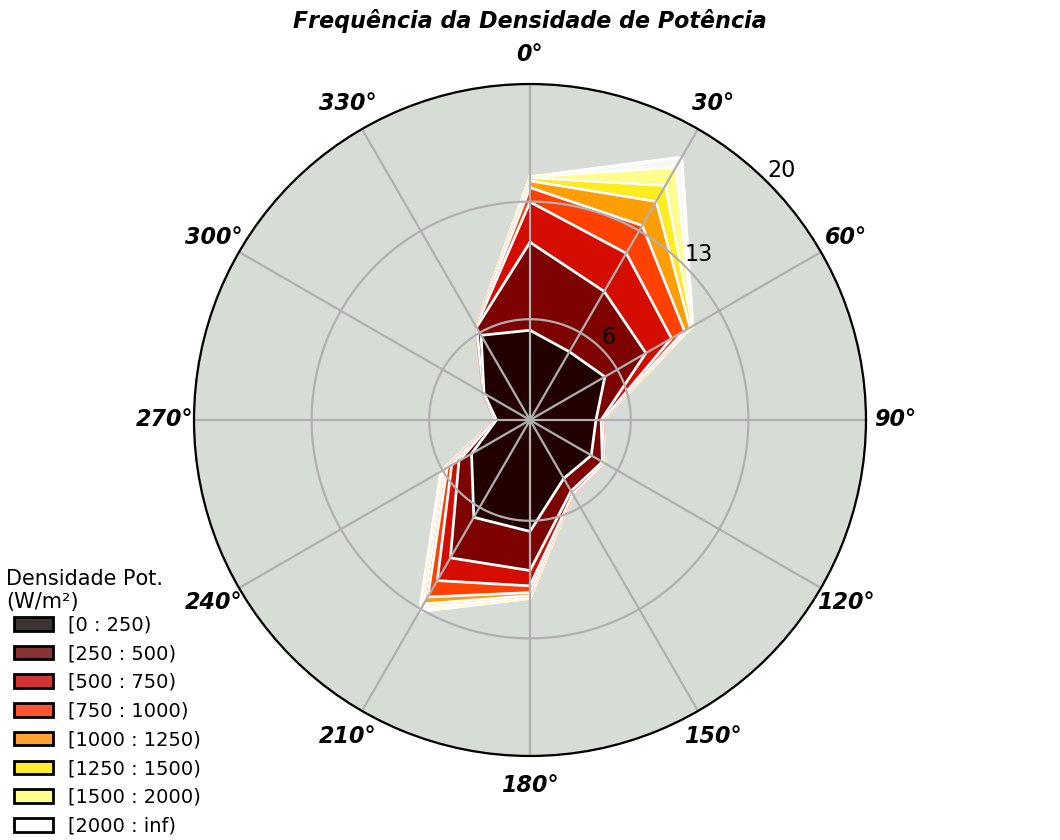 Frequência da Densidade de Potência
0°
330°
30°
20
300°
60°
13
6
270°
90°
240°
120°
210°
150°
180°
Densidade Pot.
(W/m²)
[0 : 250)
[250 : 500)
[500 : 750)
[750 : 1000)
[1000 : 1250)
[1250 : 1500)
[1500 : 2000)
[2000 : inf)